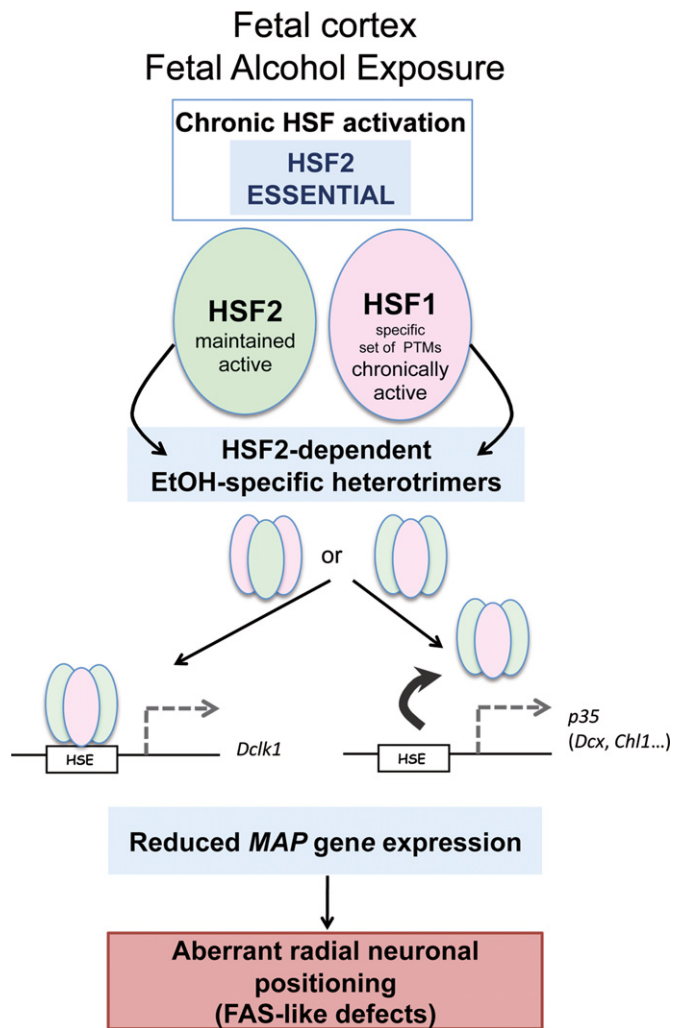 Fetal cortex
Fetal Alcohol Exposure
Chronic HSF activation
HSF2
ESSENTIAL
HSF2
maintained
active
HSF1
specific
set of PTMs
chronically
active
HSF2-dependent
EtOH-specific heterotrimers
or
HSE
Dclk1
HSE
p35
(Dcx, Chl1...)
Reduced MAP gene expression
Aberrant radial neuronal
positioning
(FAS-like defects)